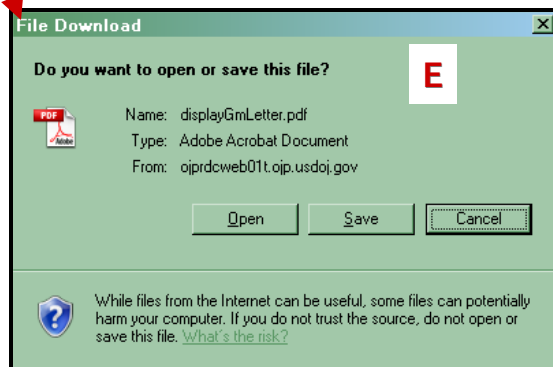 File Download
Do you want to open or save this file?
E
PDF
Adobe
Name: displayGmLetter.pdf
Type: Adobe Acrobat Document
From: ojprdcweb01t.ojp.usdoj.gov
Open Save Cancel
While files from the Internet can be useful, some files can potentially
harm your computer. If you do not trust the source, do not open or
save this file. What's the risk?